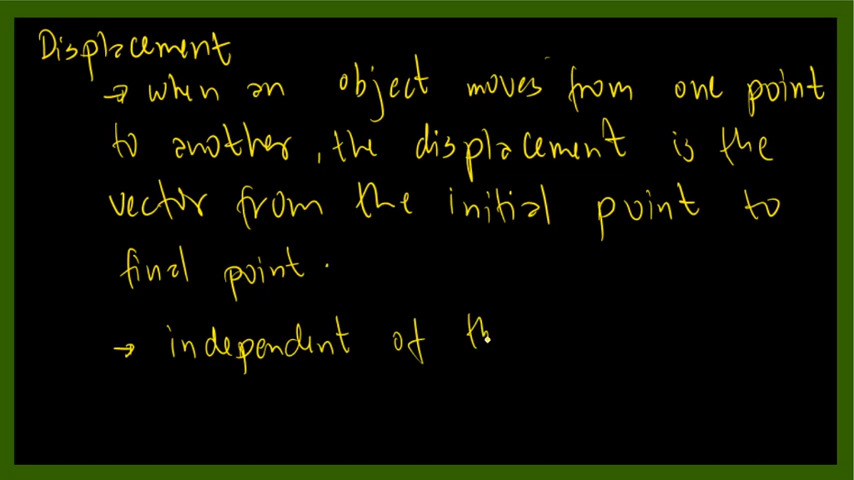 Displacement
→ when an object moves from one point
to another, the displacement is the
vector from the initial point to
final point.
→ independent of th